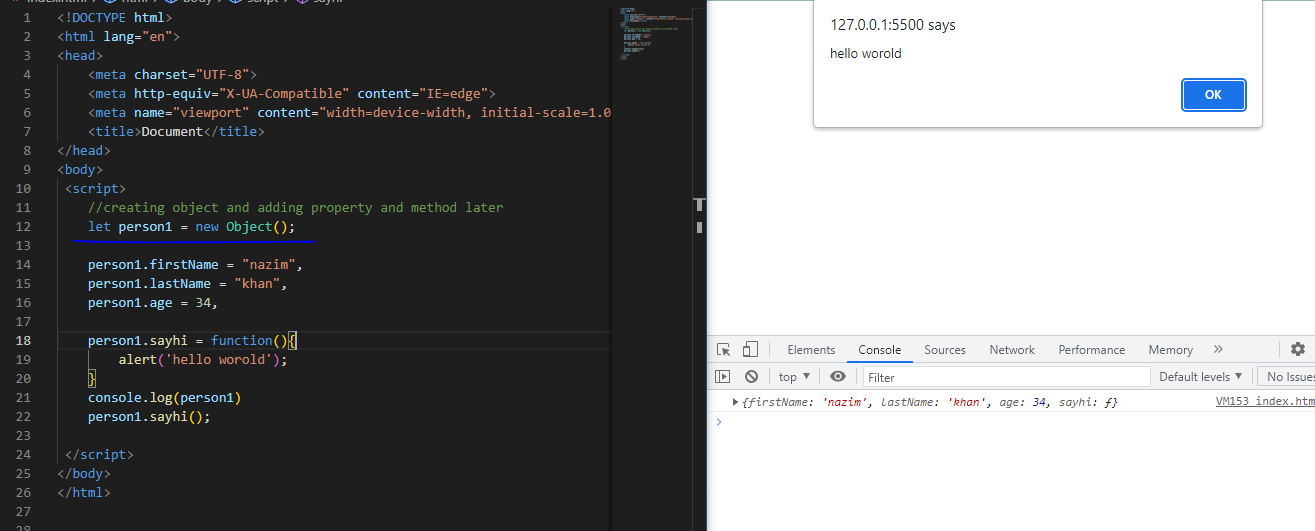 1 <!DOCTYPE html>
2 <html lang="en">
3 <head>
4 <meta charset="UTF-8">
5 <meta http-equiv="X-UA-Compatible" content="IE=edge">
6 <meta name="viewport" content="width=device-width, initial-scale=1.0
7 <title>Document</title>
8 </head>
9 <body>
10 <script>
11 //creating object and adding property and method later
12 let person1 = new Object();
13
14 person1.firstName = "nazim",
15 person1.lastName = "khan",
16 person1.age = 34,
17
18 person1.sayhi = function(){
19 alert('hello worold');
20 }
21 console.log(person1)
22 person1.sayhi();
23
24 </script>
25 </body>
26 </html>
27
28
127.0.0.1:5500 says
hello worold
OK
Elements Console Sources Network Performance Memory »
top ▼ Filter Default levels ▼ No Issues
▶ {firstName: 'nazim', lastName: 'khan', age: 34, sayhi: ƒ} VM153 index.htm
>